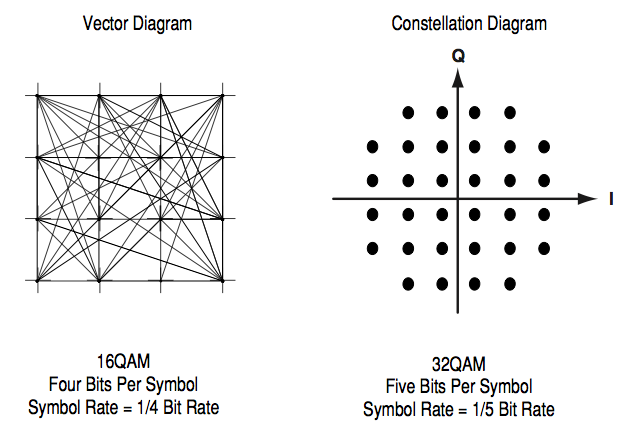 Vector Diagram
16QAM
Four Bits Per Symbol
Symbol Rate = 1/4 Bit Rate
Constellation Diagram
Q
I
32QAM
Five Bits Per Symbol
Symbol Rate = 1/5 Bit Rate